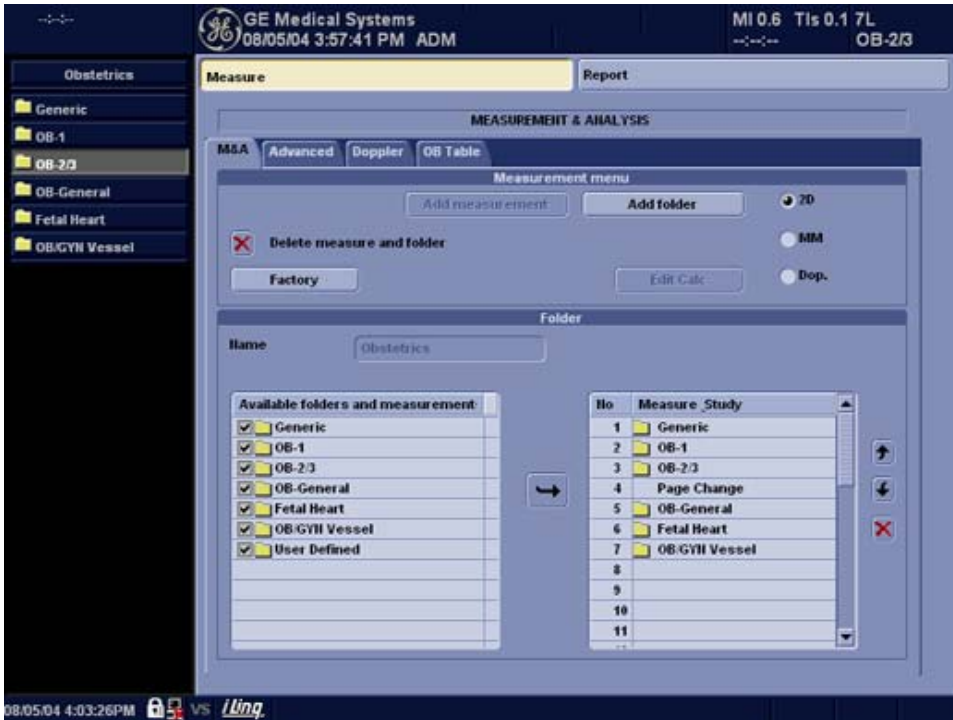 --:--:--
GE Medical Systems
08/05/04 3:57:41 PM ADM
MI 0.6 TIs 0.1 7L
--:--:-- OB-2/3
Obstetrics
Generic
OB-1
OB-2/3
OB-General
Fetal Heart
OB/GYN Vessel
Measure
Report
MEASUREMENT & ANALYSIS
M&A Advanced Doppler OB Table
Measurement menu
Add measurement Add folder 2D
Delete measure and folder MM
Factory Edit Calc Dop.
Folder
Name Obstetrics
Available folders and measurement
Generic
OB-1
OB-2/3
OB-General
Fetal Heart
OB/GYN Vessel
User Defined
No Measure_Study
1 Generic
2 OB-1
3 OB-2/3
4 Page Change
5 OB-General
6 Fetal Heart
7 OB/GYN Vessel
8
9
10
11
08/05/04 4:03:26PM VS iLinq